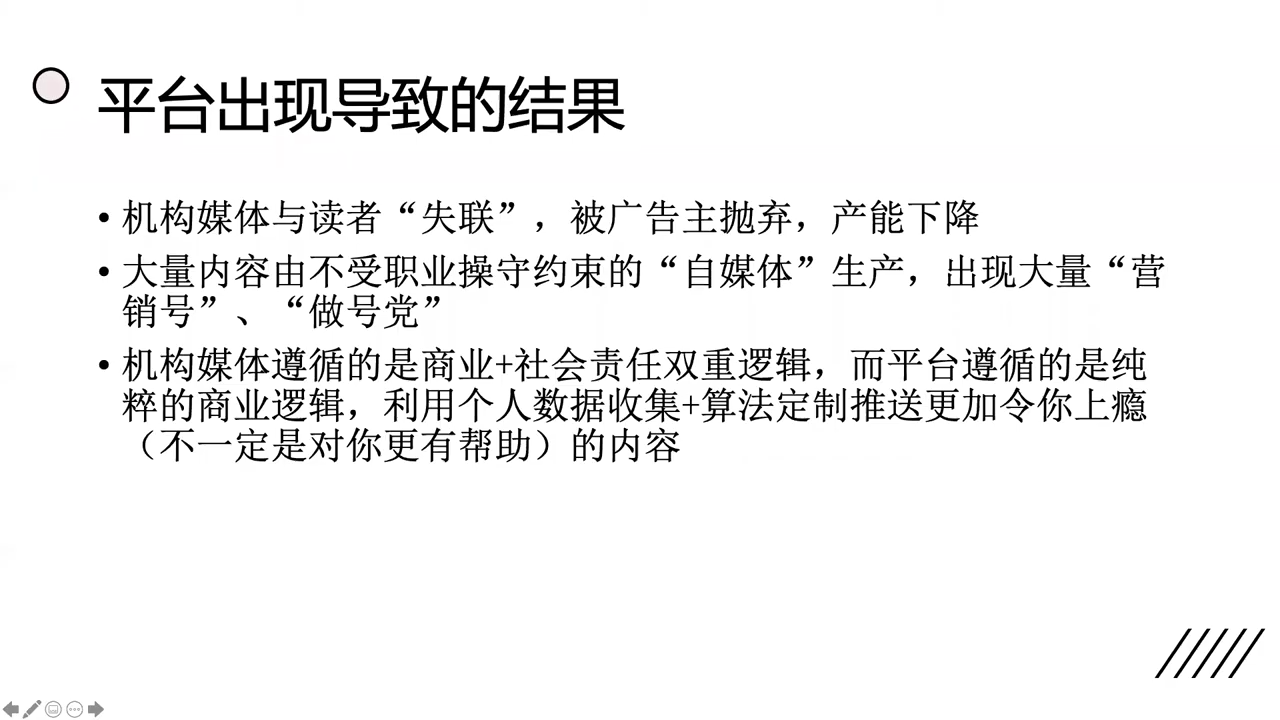 平台出现导致的结果
• 机构媒体与读者“失联”，被广告主抛弃，产能下降
• 大量内容由不受职业操守约束的“自媒体”生产，出现大量“营
销号”、“做号党”
• 机构媒体遵循的是商业+社会责任双重逻辑，而平台遵循的是纯
粹的商业逻辑，利用个人数据收集+算法定制推送更加令你上瘾
（不一定是对你更有帮助）的内容